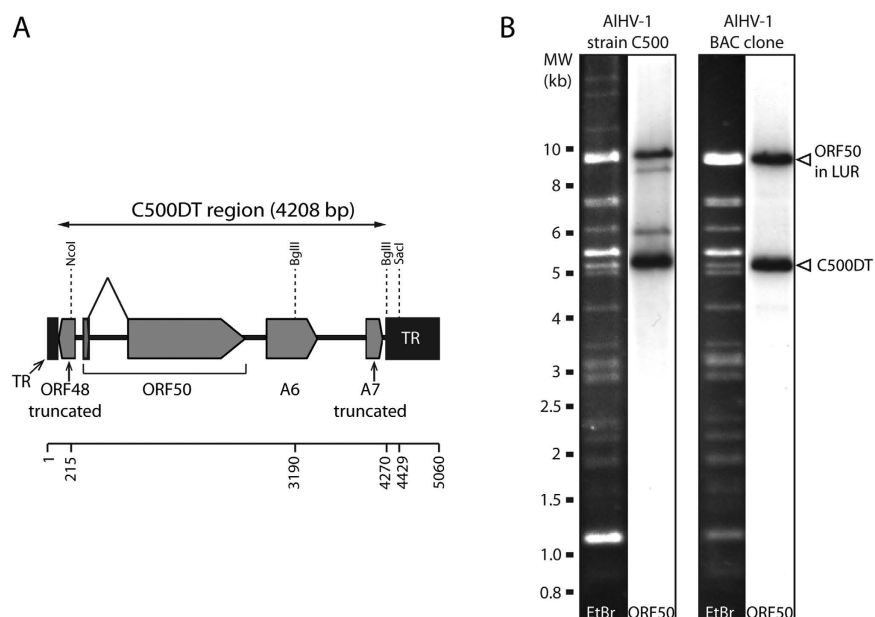 A
C500DT region (4208 bp)
NcoI
BglII
BglII
SacI
TR
TR
ORF48
truncated
ORF50
A6
A7
truncated
1
215
3190
4270
4429
5060
B
AlHV-1
strain C500
AlHV-1
BAC clone
MW
(kb)
10
8
6
5
4
3
2.5
2
1.5
1.0
0.8
ORF50
in LUR
C500DT
EtBr
ORF50
EtBr
ORF50